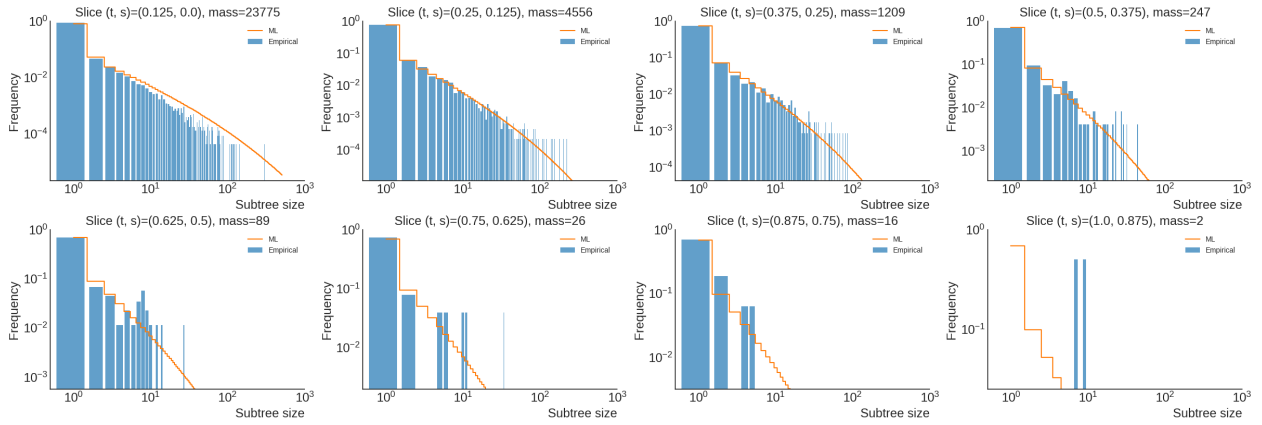 Slice (t, s)=(0.125, 0.0), mass=23775
10^0
10^-2
10^-4
Frequency
ML
Empirical
10^0 10^1 10^2 10^3
Subtree size
Slice (t, s)=(0.25, 0.125), mass=4556
10^0
10^-1
10^-2
10^-3
10^-4
Frequency
ML
Empirical
10^0 10^1 10^2 10^3
Subtree size
Slice (t, s)=(0.375, 0.25), mass=1209
10^0
10^-1
10^-2
10^-3
10^-4
Frequency
ML
Empirical
10^0 10^1 10^2 10^3
Subtree size
Slice (t, s)=(0.5, 0.375), mass=247
10^0
10^-1
10^-2
10^-3
Frequency
ML
Empirical
10^0 10^1 10^2 10^3
Subtree size
Slice (t, s)=(0.625, 0.5), mass=89
10^0
10^-1
10^-2
10^-3
Frequency
ML
Empirical
10^0 10^1 10^2 10^3
Subtree size
Slice (t, s)=(0.75, 0.625), mass=26
10^0
10^-1
10^-2
Frequency
ML
Empirical
10^0 10^1 10^2 10^3
Subtree size
Slice (t, s)=(0.875, 0.75), mass=16
10^0
10^-1
10^-2
Frequency
ML
Empirical
10^0 10^1 10^2 10^3
Subtree size
Slice (t, s)=(1.0, 0.875), mass=2
10^0
10^-1
Frequency
ML
Empirical
10^0 10^1 10^2 10^3
Subtree size